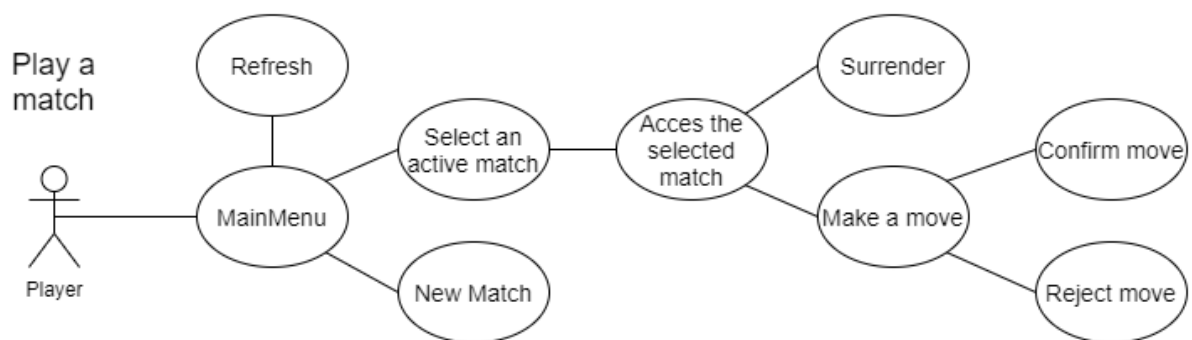 Play a
match
Refresh
Surrender
Select an
active match
Acces the
selected
match
Confirm move
MainMenu
Make a move
Player
New Match
Reject move